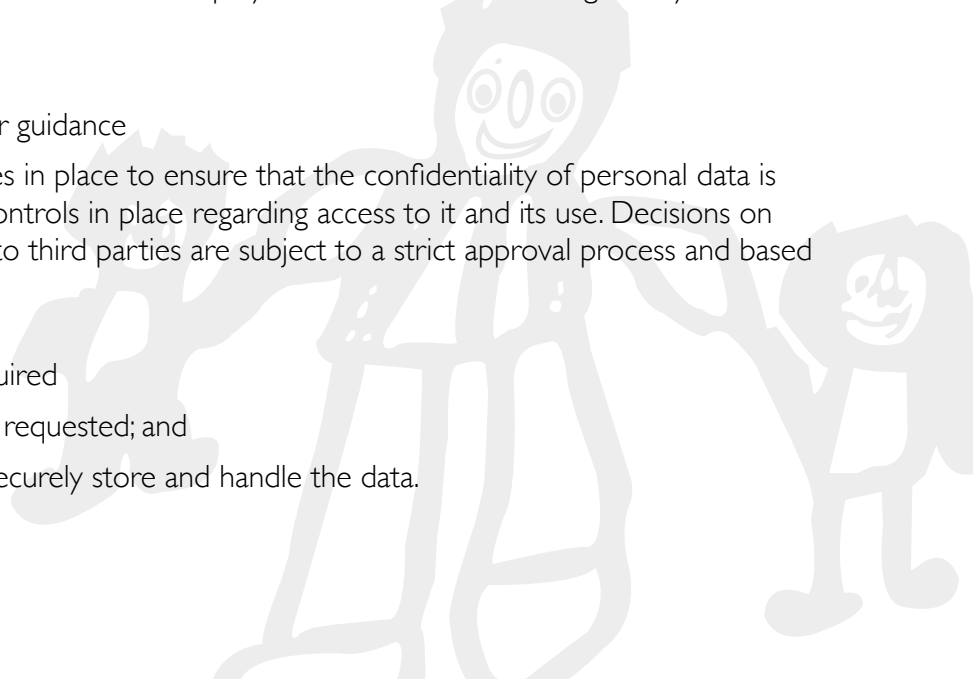 r guidance
es in place to ensure that the confidentiality of personal data is
ontrols in place regarding access to it and its use. Decisions on
to third parties are subject to a strict approval process and based
uired
requested; and
ecurely store and handle the data.